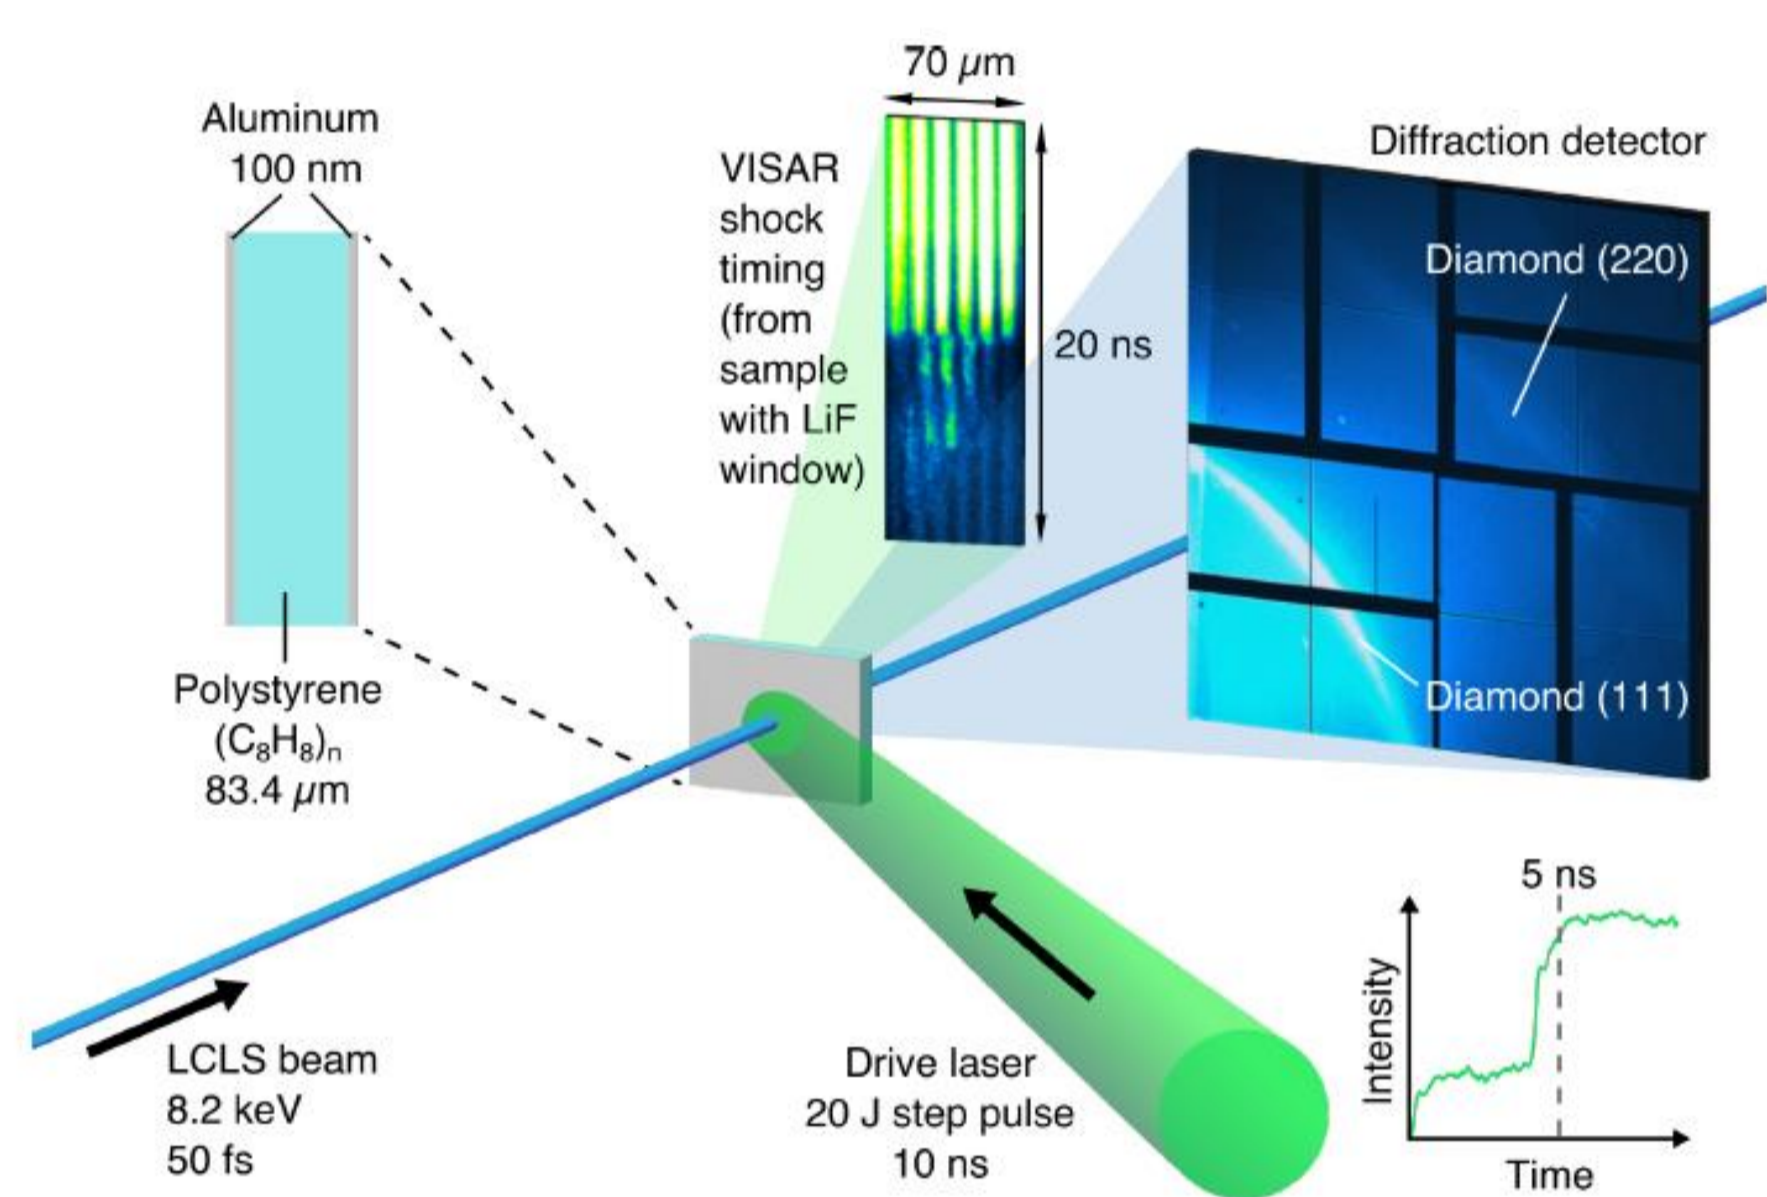 Aluminum
100 nm
Polystyrene
(C₈H₈)ₙ
83.4 μm
70 μm
VISAR
shock
timing
(from
sample
with LiF
window)
20 ns
Diffraction detector
Diamond (220)
Diamond (111)
LCLS beam
8.2 keV
50 fs
Drive laser
20 J step pulse
10 ns
5 ns
Intensity
Time